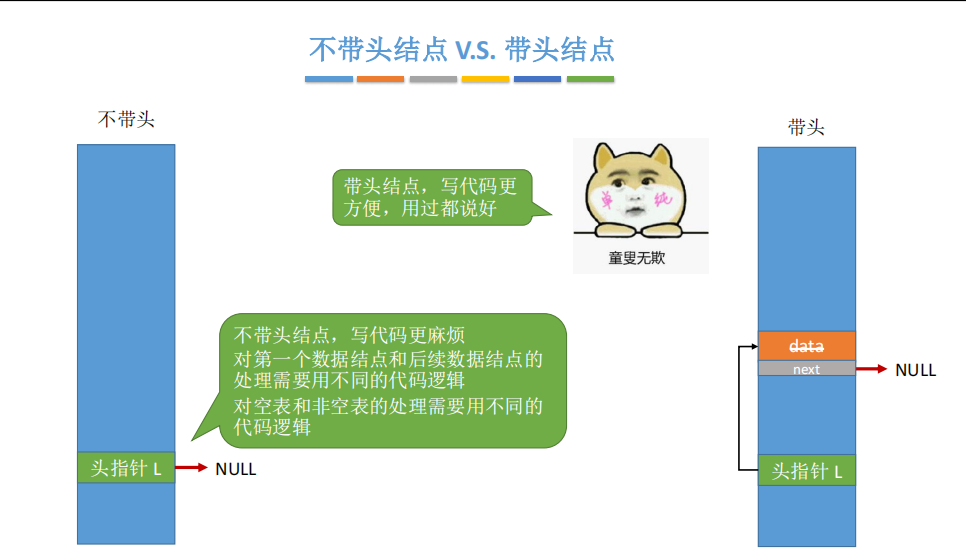 不带头结点 V.S. 带头结点
不带头
带头
带头结点，写代码更
方便，用过都说好
单纯
童叟无欺
不带头结点，写代码更麻烦
对第一个数据结点和后续数据结点的
处理需要用不同的代码逻辑
对空表和非空表的处理需要用不同的
代码逻辑
头指针 L
NULL
data
next
NULL
头指针 L